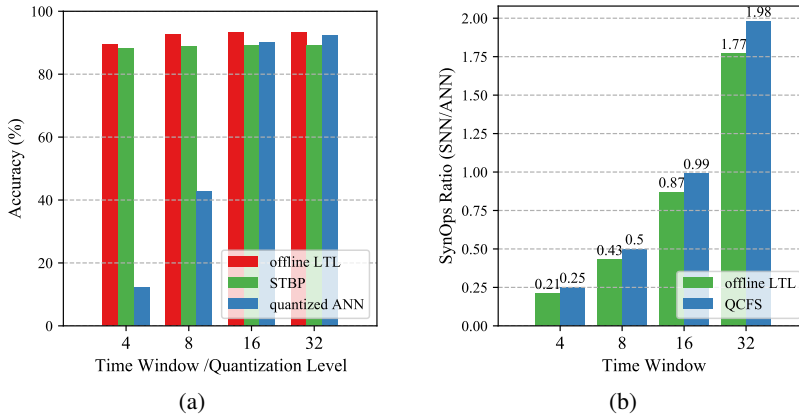 100
80
60
40
20
0
Accuracy (%)
offline LTL
STBP
quantized ANN
4 8 16 32
Time Window /Quantization Level
(a)
2.00
1.75
1.50
1.25
1.00
0.75
0.50
0.25
0.00
SynOps Ratio (SNN/ANN)
0.21 0.25
0.43 0.5
0.87 0.99
1.77 1.98
offline LTL
QCFS
4 8 16 32
Time Window
(b)